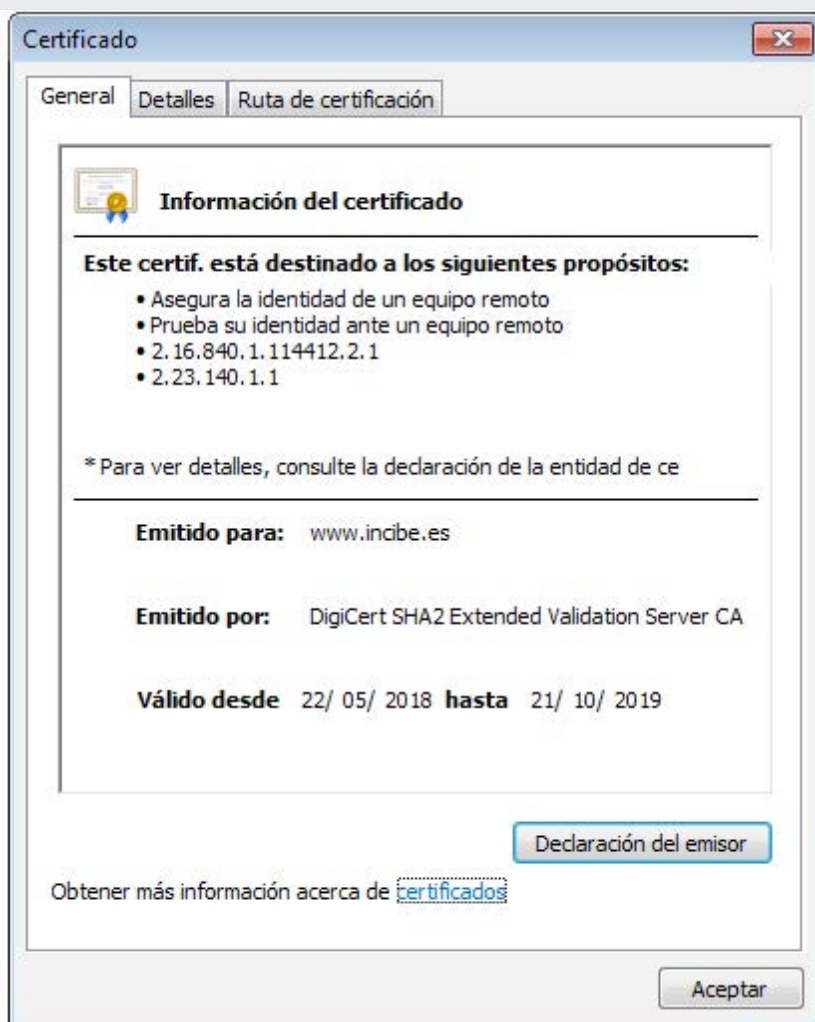 Certificado
General Detalles Ruta de certificación
Información del certificado
Este certif. está destinado a los siguientes propósitos:
• Asegura la identidad de un equipo remoto
• Prueba su identidad ante un equipo remoto
• 2.16.840.1.114412.2.1
• 2.23.140.1.1
* Para ver detalles, consulte la declaración de la entidad de ce
Emitido para: www.incibe.es
Emitido por: DigiCert SHA2 Extended Validation Server CA
Válido desde 22/ 05/ 2018 hasta 21/ 10/ 2019
Declaración del emisor
Obtener más información acerca de certificados
Aceptar